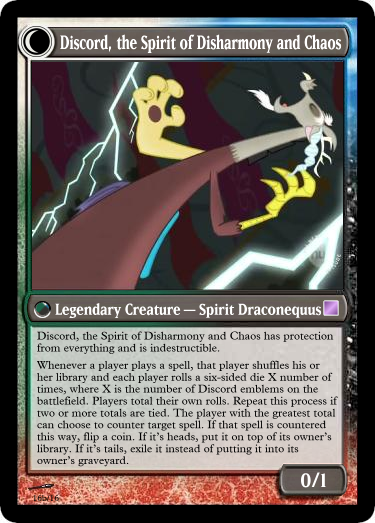 Discord, the Spirit of Disharmony and Chaos
Legendary Creature — Spirit Draconequus
Discord, the Spirit of Disharmony and Chaos has protection
from everything and is indestructible.
Whenever a player plays a spell, that player shuffles his or
her library and each player rolls a six-sided die X number of
times, where X is the number of Discord emblems on the
battlefield. Players total their own rolls. Repeat this process if
two or more totals are tied. The player with the greatest total
can choose to counter target spell. If that spell is countered
this way, flip a coin. If it's heads, put it on top of its owner's
library. If it's tails, exile it instead of putting it into its
owner's graveyard.
0/1